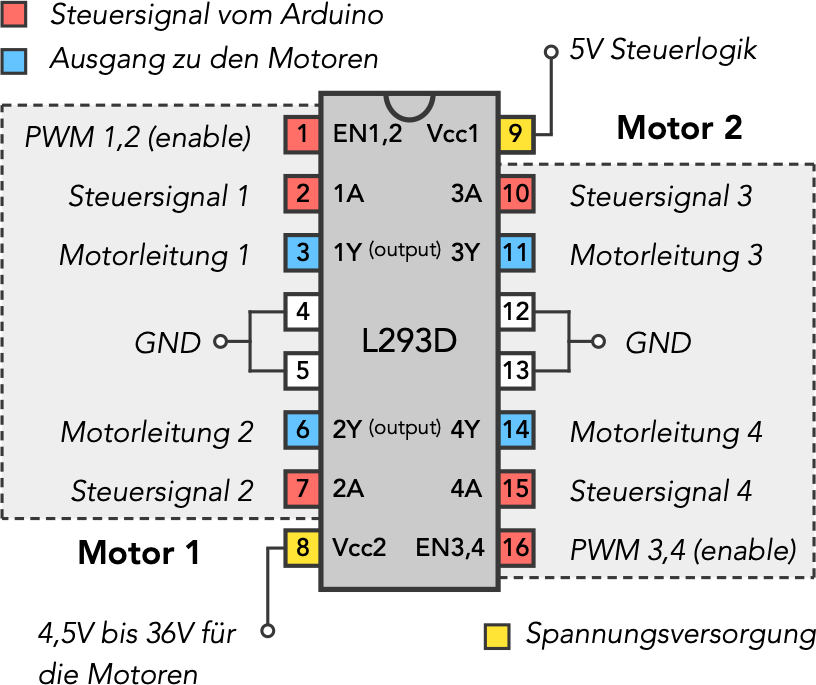 Steuersignal vom Arduino
Ausgang zu den Motoren
5V Steuerlogik
Motor 2
PWM 1,2 (enable) 1 EN1,2 Vcc1 9
Steuersignal 1 2 1A 3A 10 Steuersignal 3
Motorleitung 1 3 1Y (output) 3Y 11 Motorleitung 3
4 12
GND L293D GND
5 13
Motorleitung 2 6 2Y (output) 4Y 14 Motorleitung 4
Steuersignal 2 7 2A 4A 15 Steuersignal 4
Motor 1 8 Vcc2 EN3,4 16 PWM 3,4 (enable)
4,5V bis 36V für
die Motoren
Spannungsversorgung